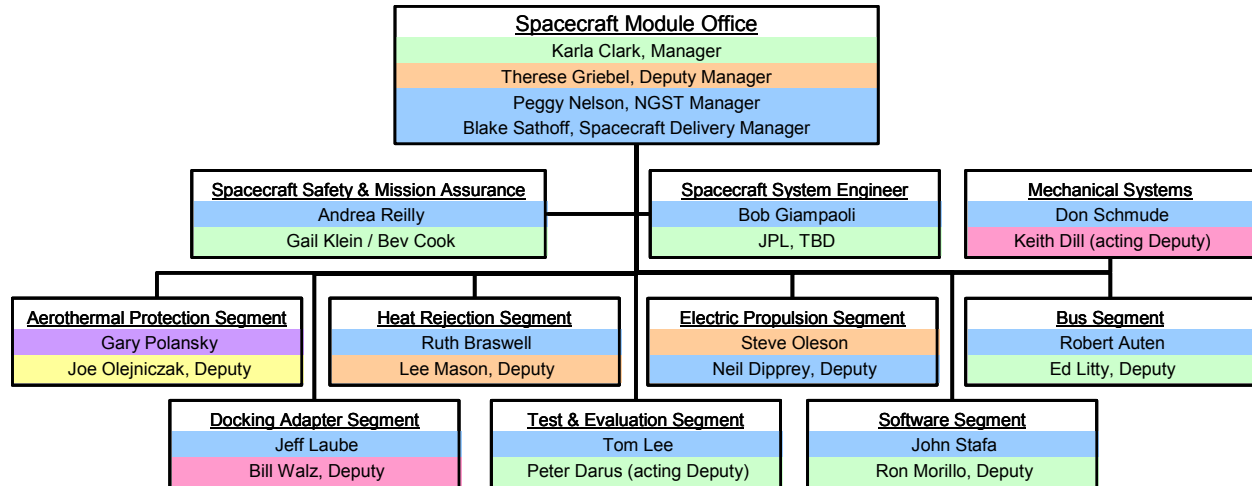 Spacecraft Module Office
Karla Clark, Manager
Therese Griebel, Deputy Manager
Peggy Nelson, NGST Manager
Blake Sathoff, Spacecraft Delivery Manager
Spacecraft Safety & Mission Assurance
Andrea Reilly
Gail Klein / Bev Cook
Spacecraft System Engineer
Bob Giampaoli
JPL, TBD
Mechanical Systems
Don Schmude
Keith Dill (acting Deputy)
Aerothermal Protection Segment
Gary Polansky
Joe Olejniczak, Deputy
Heat Rejection Segment
Ruth Braswell
Lee Mason, Deputy
Electric Propulsion Segment
Steve Oleson
Neil Dipprey, Deputy
Bus Segment
Robert Auten
Ed Litty, Deputy
Docking Adapter Segment
Jeff Laube
Bill Walz, Deputy
Test & Evaluation Segment
Tom Lee
Peter Darus (acting Deputy)
Software Segment
John Stafa
Ron Morillo, Deputy